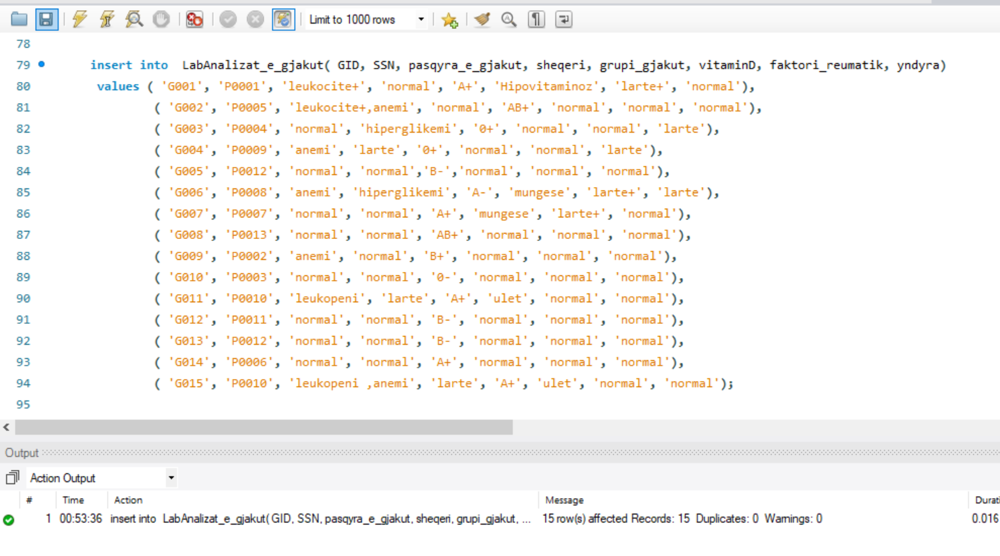 Limit to 1000 rows
78
79 insert into  LabAnalizat_e_gjakut( GID, SSN, pasqyra_e_gjakut, sheqeri, grupi_gjakut, vitaminD, faktori_reumatik, yndyra)
80 values ( 'G001', 'P0001', 'leukocite+', 'normal', 'A+', 'Hipovitaminoz', 'larte+', 'normal'),
81 ( 'G002', 'P0005', 'leukocite+,anemi', 'normal', 'AB+', 'normal', 'normal', 'normal'),
82 ( 'G003', 'P0004', 'normal', 'hiperglikemi', '0+', 'normal', 'normal', 'larte'),
83 ( 'G004', 'P0009', 'anemi', 'larte', '0+', 'normal', 'normal', 'larte'),
84 ( 'G005', 'P0012', 'normal', 'normal','B-','normal', 'normal', 'normal'),
85 ( 'G006', 'P0008', 'anemi', 'hiperglikemi', 'A-', 'mungese', 'larte+', 'larte'),
86 ( 'G007', 'P0007', 'normal', 'normal', 'A+', 'mungese', 'larte+', 'normal'),
87 ( 'G008', 'P0013', 'normal', 'normal', 'AB+', 'normal', 'normal', 'normal'),
88 ( 'G009', 'P0002', 'anemi', 'normal', 'B+', 'normal', 'normal', 'normal'),
89 ( 'G010', 'P0003', 'normal', 'normal', '0-', 'normal', 'normal', 'normal'),
90 ( 'G011', 'P0010', 'leukopeni', 'larte', 'A+', 'ulet', 'normal', 'normal'),
91 ( 'G012', 'P0011', 'normal', 'normal', 'B-', 'normal', 'normal', 'normal'),
92 ( 'G013', 'P0012', 'normal', 'normal', 'B-', 'normal', 'normal', 'normal'),
93 ( 'G014', 'P0006', 'normal', 'normal', 'A+', 'normal', 'normal', 'normal'),
94 ( 'G015', 'P0010', 'leukopeni ,anemi', 'larte', 'A+', 'ulet', 'normal', 'normal');
95
Output
Action Output
# Time Action Message Durati
1 00:53:36 insert into  LabAnalizat_e_gjakut( GID, SSN, pasqyra_e_gjakut, sheqeri, grupi_gjakut, ... 15 row(s) affected Records: 15  Duplicates: 0  Warnings: 0 0.016